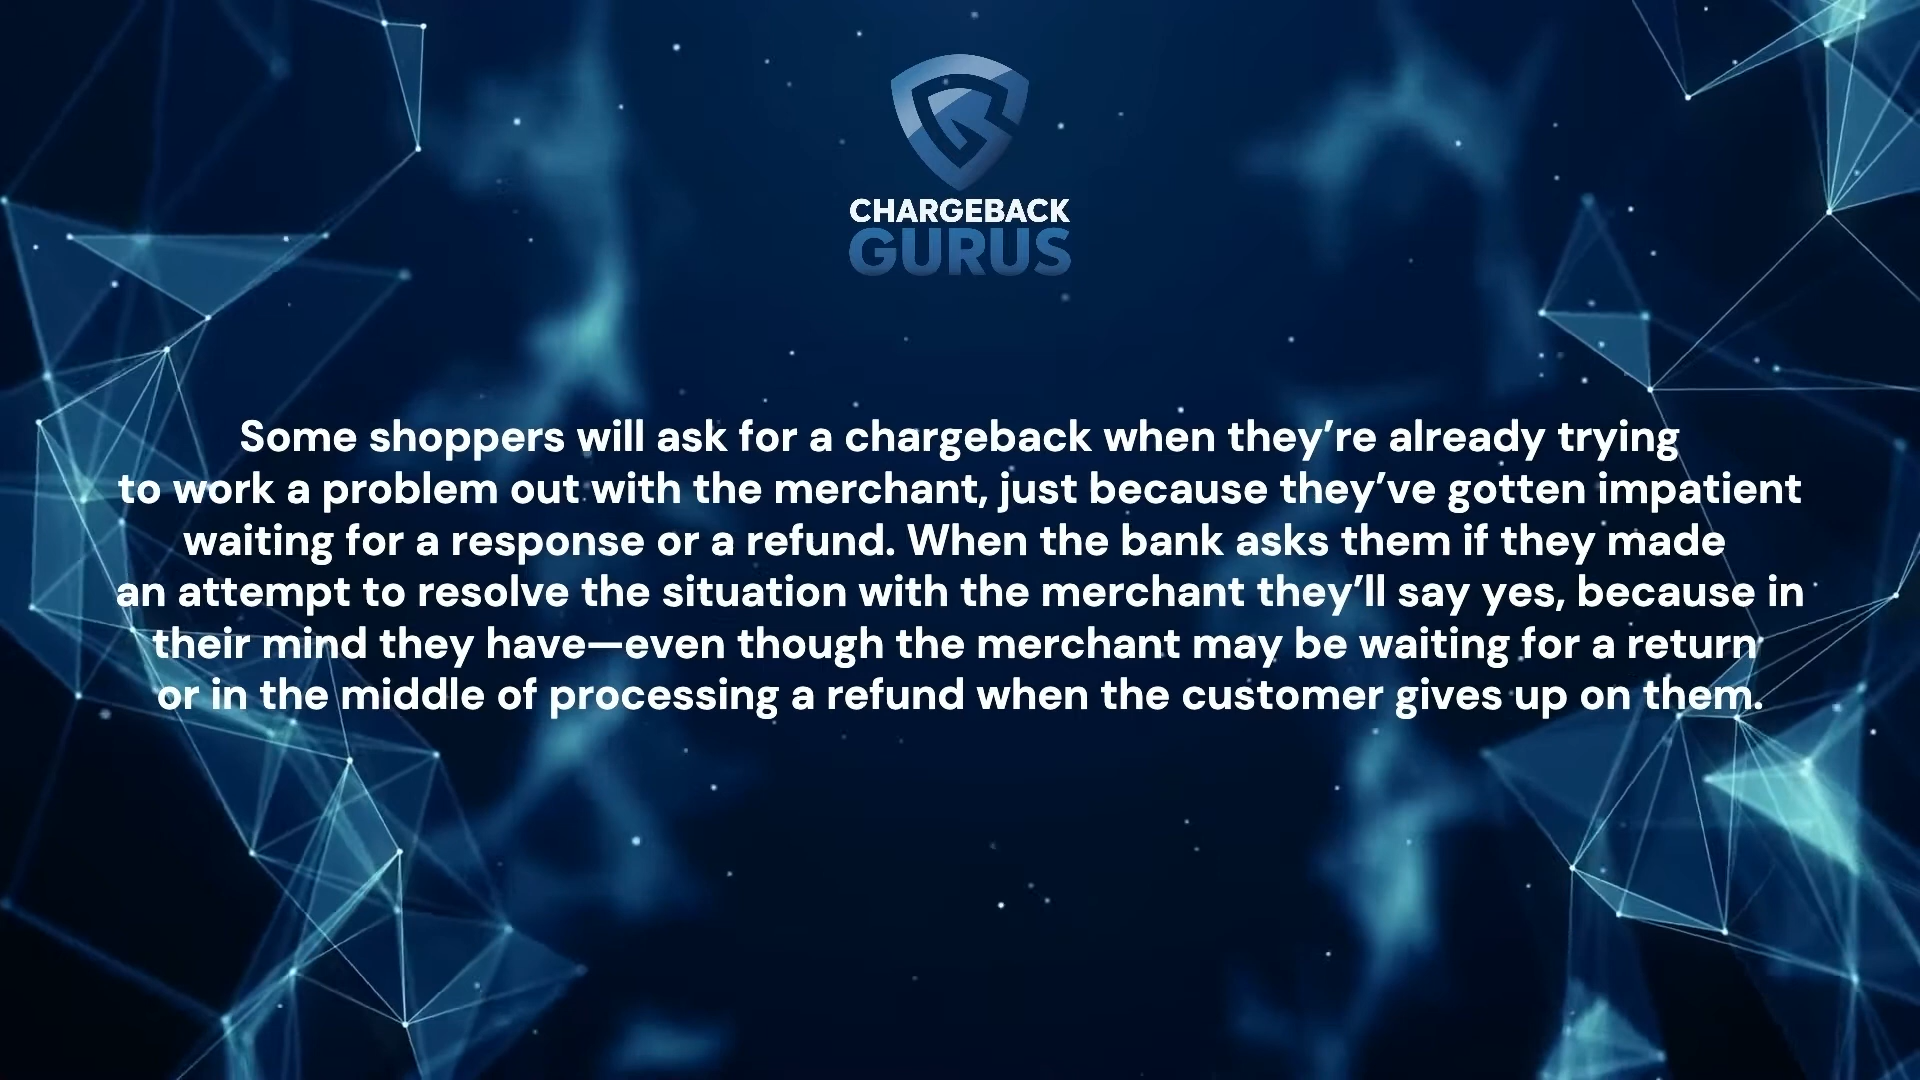 CHARGEBACK
GURUS
Some shoppers will ask for a chargeback when they’re already trying
to work a problem out with the merchant, just because they’ve gotten impatient
waiting for a response or a refund. When the bank asks them if they made
an attempt to resolve the situation with the merchant they’ll say yes, because in
their mind they have—even though the merchant may be waiting for a return
or in the middle of processing a refund when the customer gives up on them.